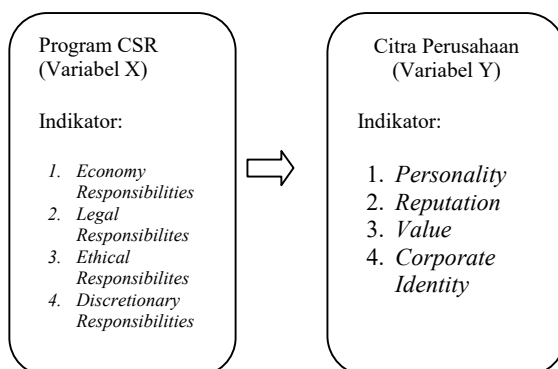 Program CSR
(Variabel X)
Indikator:
1. Economy
Responsibilities
2. Legal
Responsibilites
3. Ethical
Responsibilites
4. Discretionary
Responsibilities
Citra Perusahaan
(Variabel Y)
Indikator:
1. Personality
2. Reputation
3. Value
4. Corporate
Identity